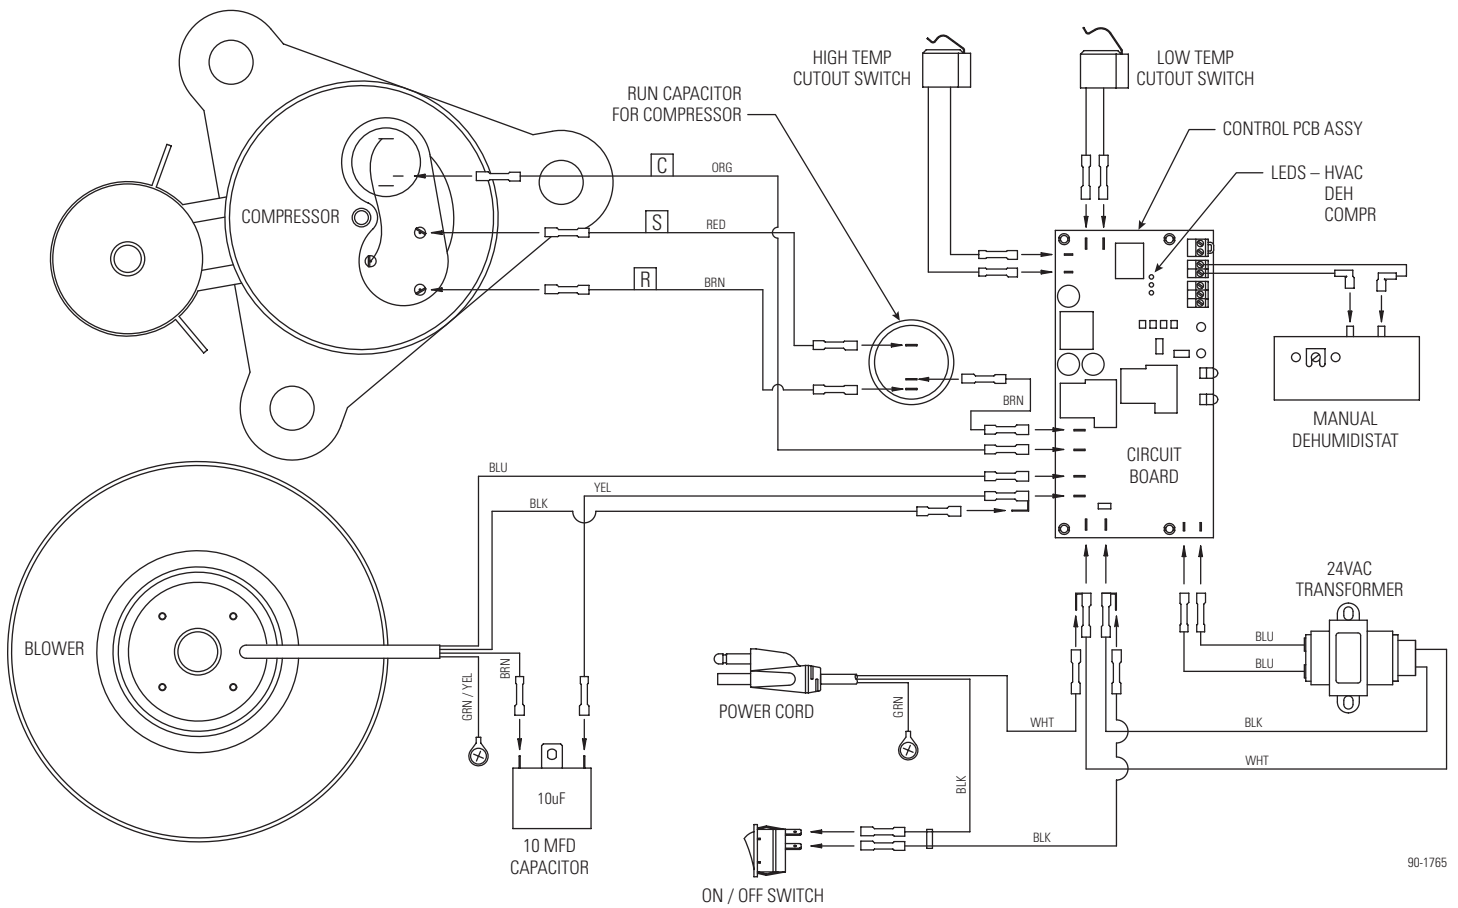 HIGH TEMP
CUTOUT SWITCH
LOW TEMP
CUTOUT SWITCH
RUN CAPACITOR
FOR COMPRESSOR
CONTROL PCB ASSY
LEDS – HVAC
DEH
COMPR
C
ORG
COMPRESSOR
S
RED
R
BRN
BRN
MANUAL
DEHUMIDISTAT
CIRCUIT
BOARD
BLU
YEL
BLK
24VAC
TRANSFORMER
BLOWER
BLU
BLU
BRN
GRN / YEL
POWER CORD
GRN
WHT
BLK
WHT
BLK
10uF
10 MFD
CAPACITOR
BLK
ON / OFF SWITCH
90-1765